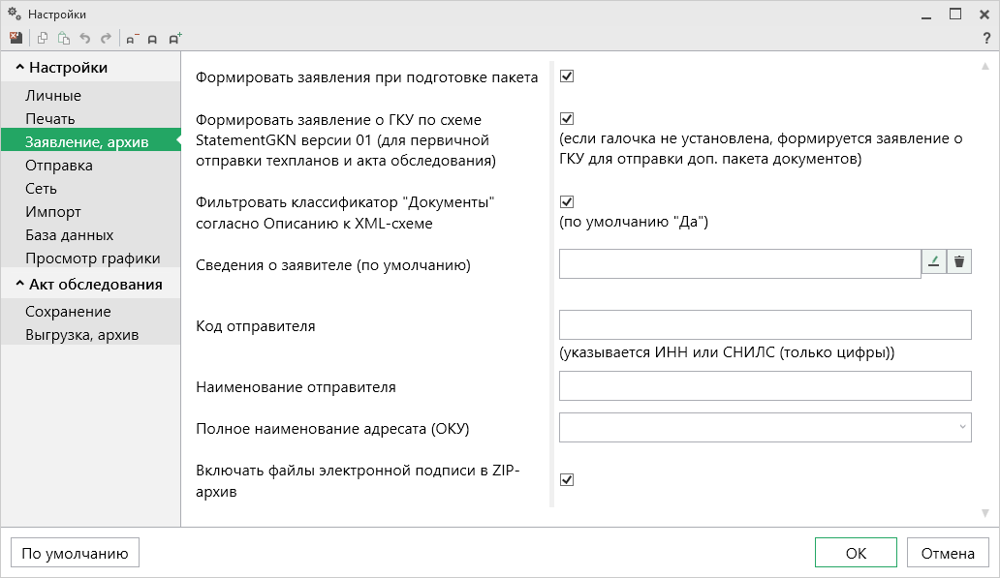 Настройки
?
Настройки
Личные
Печать
Заявление, архив
Отправка
Сеть
Импорт
База данных
Просмотр графики
Акт обследования
Сохранение
Выгрузка, архив
Формировать заявления при подготовке пакета
Формировать заявление о ГКУ по схеме
StatementGKN версии 01 (для первичной
отправки техпланов и акта обследования)
(если галочка не установлена, формируется заявление о
ГКУ для отправки доп. пакета документов)
Фильтровать классификатор "Документы"
согласно Описанию к XML-схеме
(по умолчанию "Да")
Сведения о заявителе (по умолчанию)
Код отправителя
(указывается ИНН или СНИЛС (только цифры))
Наименование отправителя
Полное наименование адресата (ОКУ)
Включать файлы электронной подписи в ZIP-
архив
По умолчанию
ОК
Отмена